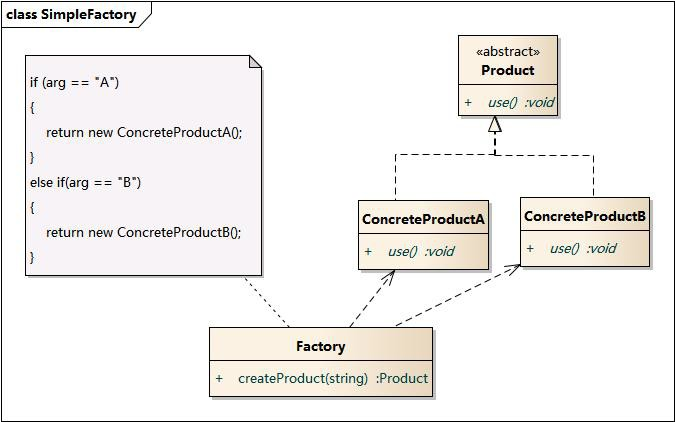 class SimpleFactory
if (arg == "A")
{
return new ConcreteProductA();
}
else if(arg == "B")
{
return new ConcreteProductB();
}
«abstract»
Product
+ use() :void
ConcreteProductA
+ use() :void
ConcreteProductB
+ use() :void
Factory
+ createProduct(string) :Product